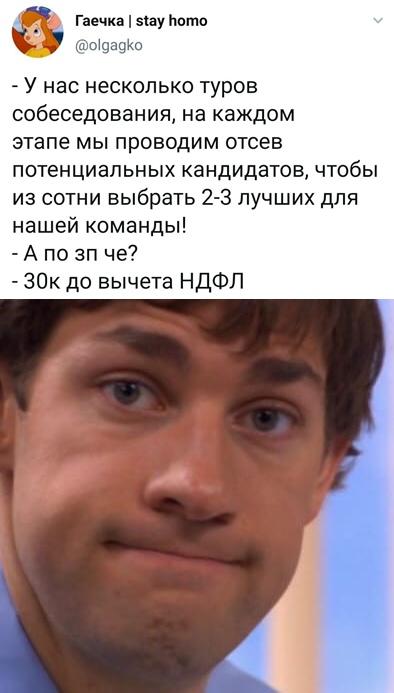 Гаечка | stay homo
@olgagko
- У нас несколько туров
собеседования, на каждом
этапе мы проводим отсев
потенциальных кандидатов, чтобы
из сотни выбрать 2-3 лучших для
нашей команды!
- А по зп че?
- 30к до вычета НДФЛ